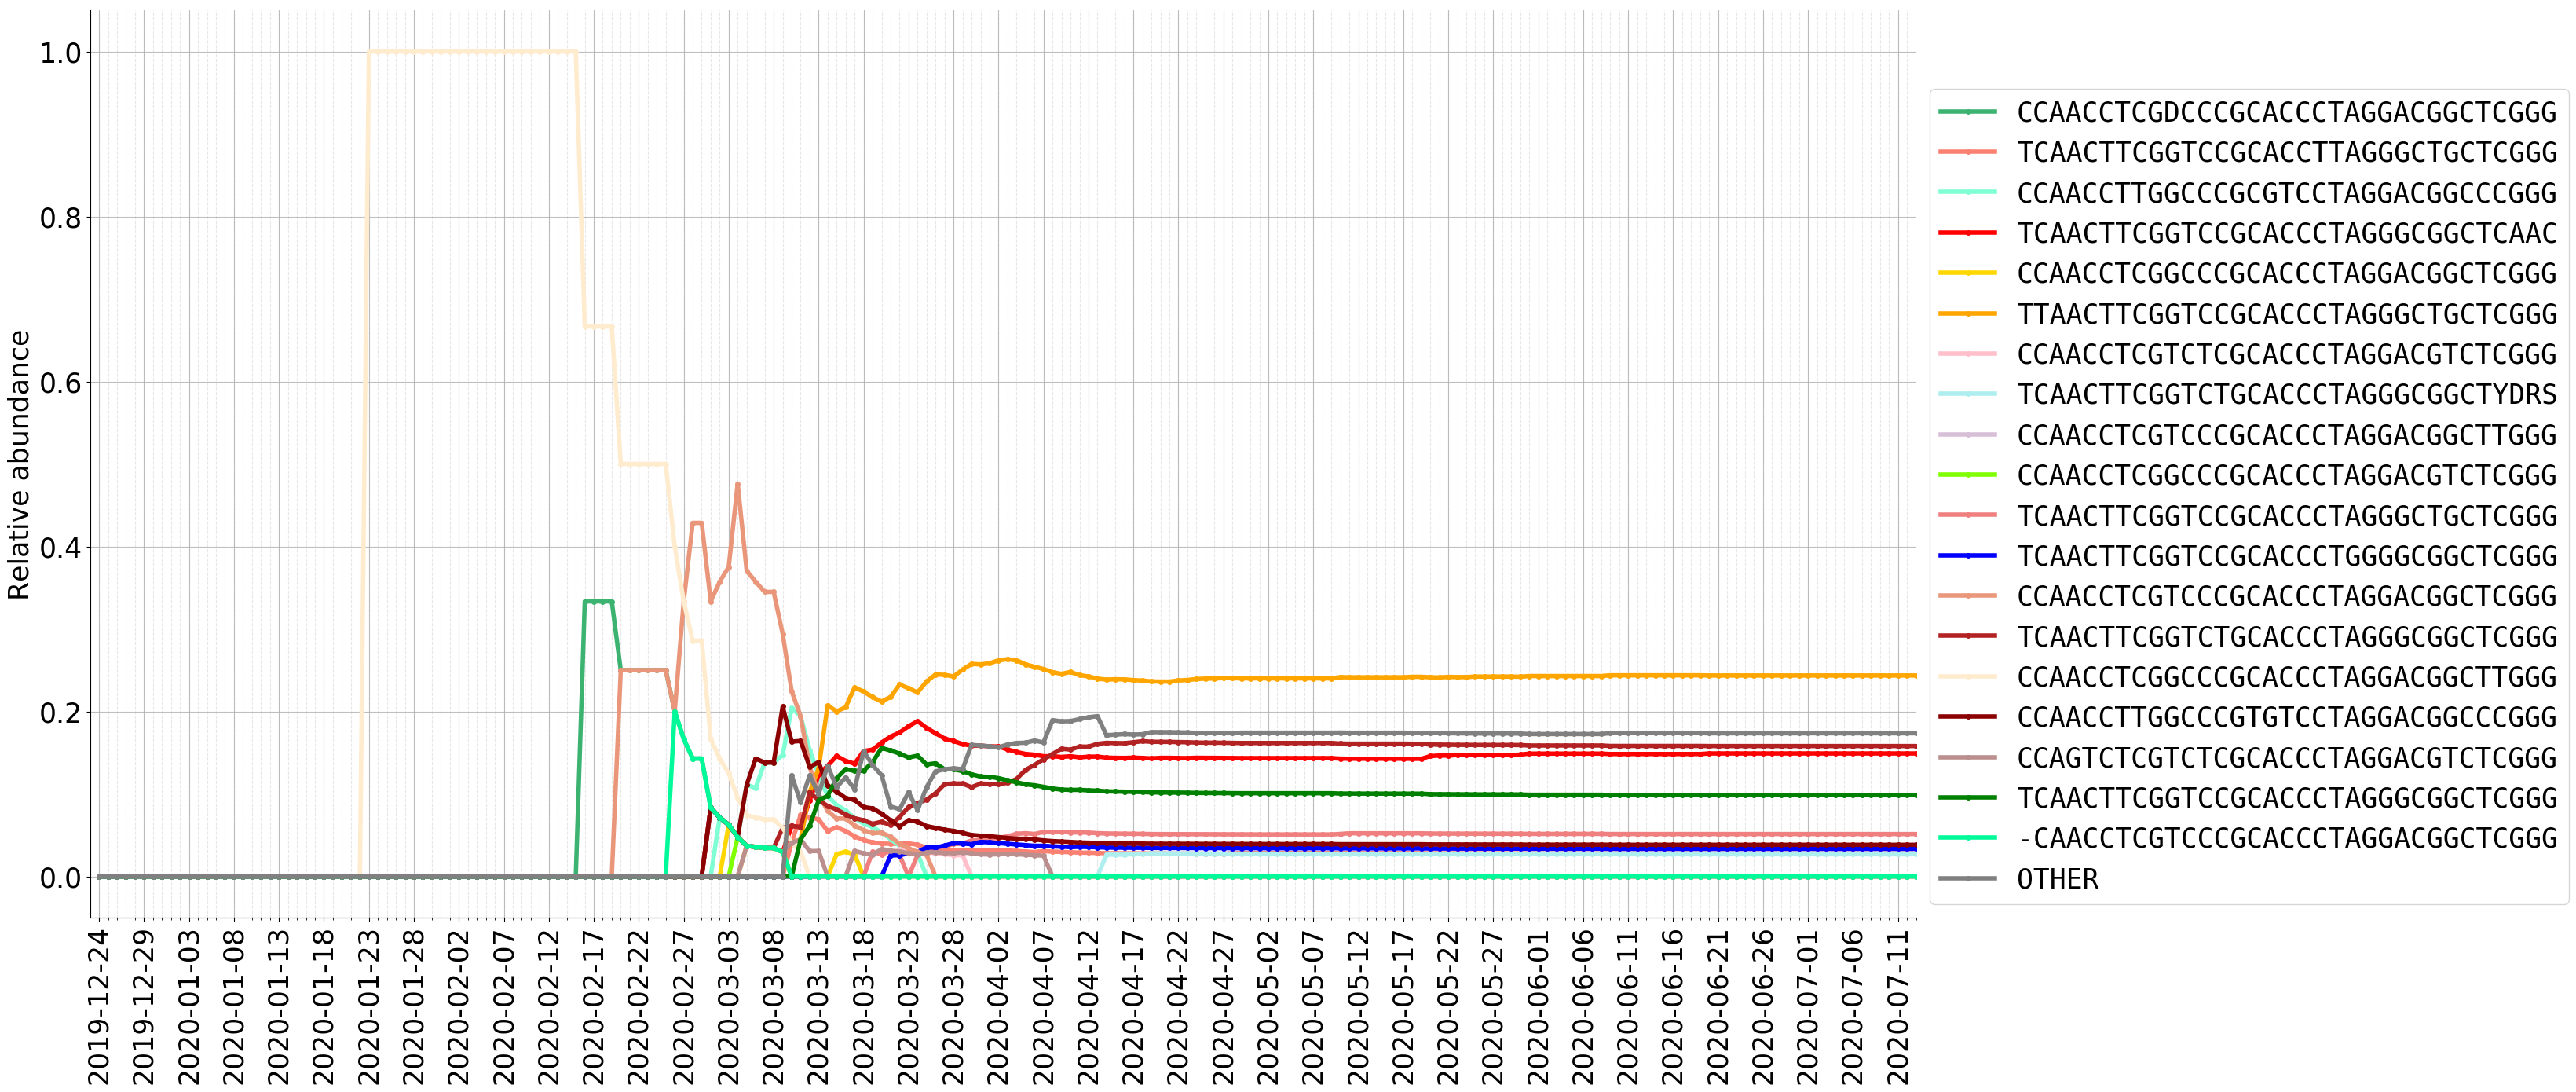 Relative abundance
1.0
0.8
0.6
0.4
0.2
0.0
2019-12-24
2019-12-29
2020-01-03
2020-01-08
2020-01-13
2020-01-18
2020-01-23
2020-01-28
2020-02-02
2020-02-07
2020-02-12
2020-02-17
2020-02-22
2020-02-27
2020-03-03
2020-03-08
2020-03-13
2020-03-18
2020-03-23
2020-03-28
2020-04-02
2020-04-07
2020-04-12
2020-04-17
2020-04-22
2020-04-27
2020-05-02
2020-05-07
2020-05-12
2020-05-17
2020-05-22
2020-05-27
2020-06-01
2020-06-06
2020-06-11
2020-06-16
2020-06-21
2020-06-26
2020-07-01
2020-07-06
2020-07-11
CCAACCTCGDCCCGCACCCTAGGACGGCTCGGG
TCAACTTCGGTCCGCACCTTAGGGCTGCTCGGG
CCAACCTTGGCCCGCGTCCTAGGACGGCCCGGG
TCAACTTCGGTCCGCACCCTAGGGCGGCTCAAC
CCAACCTCGGCCCGCACCCTAGGACGGCTCGGG
TTAACTTCGGTCCGCACCCTAGGGCTGCTCGGG
CCAACCTCGTCTCGCACCCTAGGACGTCTCGGG
TCAACTTCGGTCTGCACCCTAGGGCGGCTYDRS
CCAACCTCGTCCCGCACCCTAGGACGGCTTGGG
CCAACCTCGGCCCGCACCCTAGGACGTCTCGGG
TCAACTTCGGTCCGCACCCTAGGGCTGCTCGGG
TCAACTTCGGTCCGCACCCTGGGGCGGCTCGGG
CCAACCTCGTCCCGCACCCTAGGACGGCTCGGG
TCAACTTCGGTCTGCACCCTAGGGCGGCTCGGG
CCAACCTCGGCCCGCACCCTAGGACGGCTTGGG
CCAACCTTGGCCCGTGTCCTAGGACGGCCCGGG
CCAGTCTCGTCTCGCACCCTAGGACGTCTCGGG
TCAACTTCGGTCCGCACCCTAGGGCGGCTCGGG
-CAACCTCGTCCCGCACCCTAGGACGGCTCGGG
OTHER